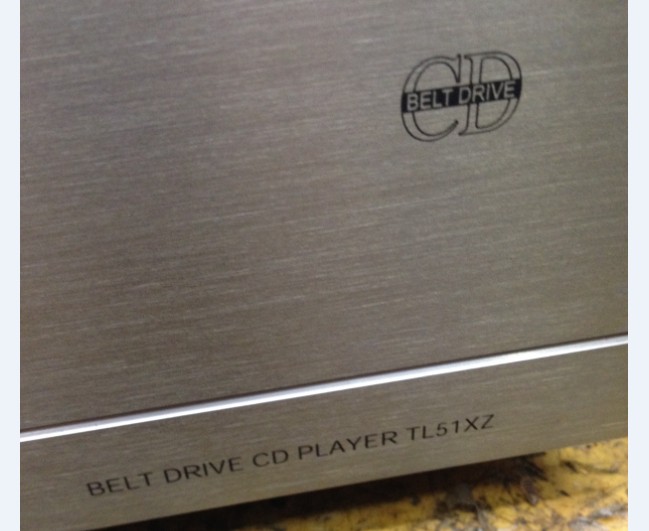 CD
BELT DRIVE
BELT DRIVE CD PLAYER TL51XZ